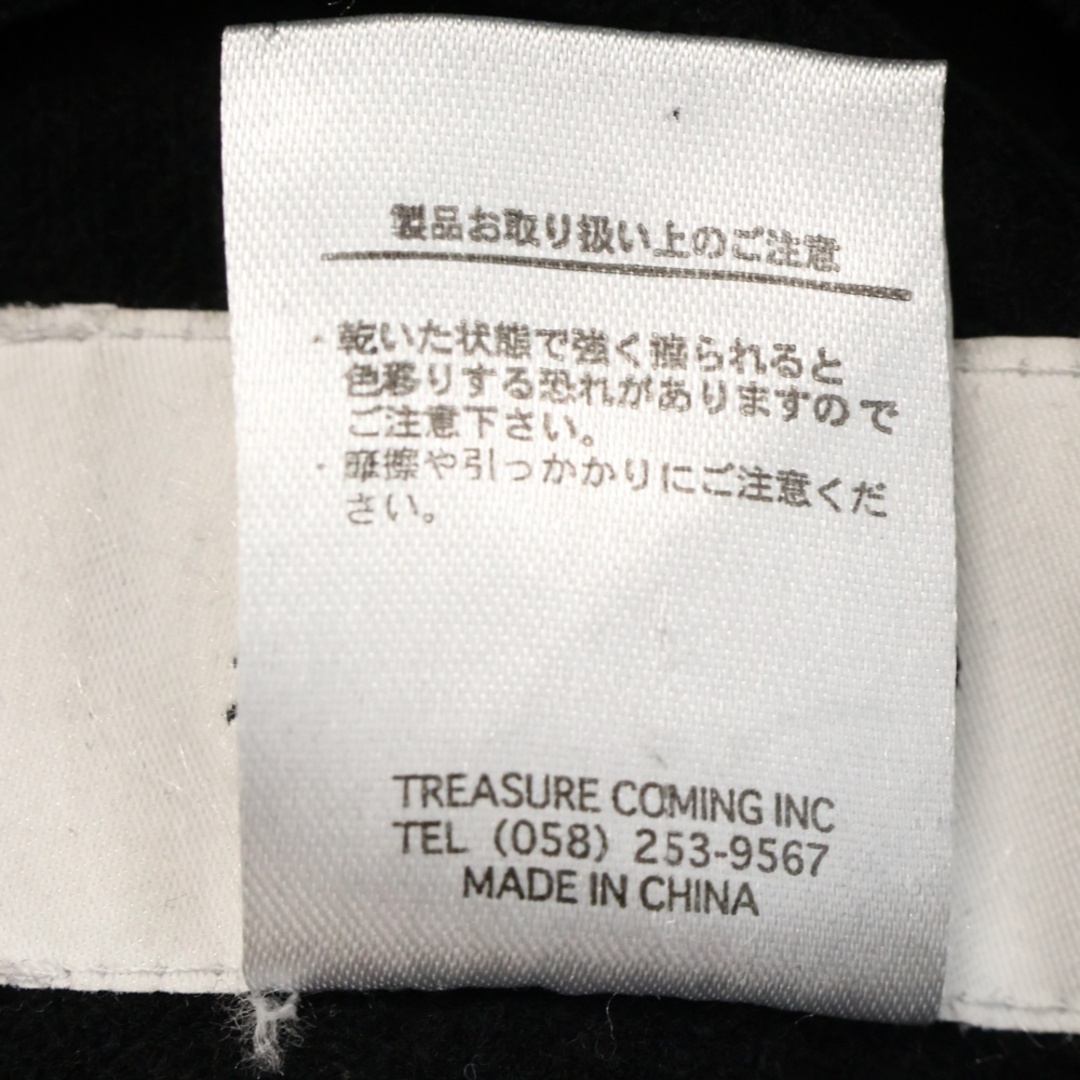 製品お取り扱い上のご注意
・乾いた状態で強く擦られると
色移りする恐れがありますので
ご注意下さい。
・摩擦や引っかかりにご注意くだ
さい。
TREASURE COMING INC
TEL (058) 253-9567
MADE IN CHINA